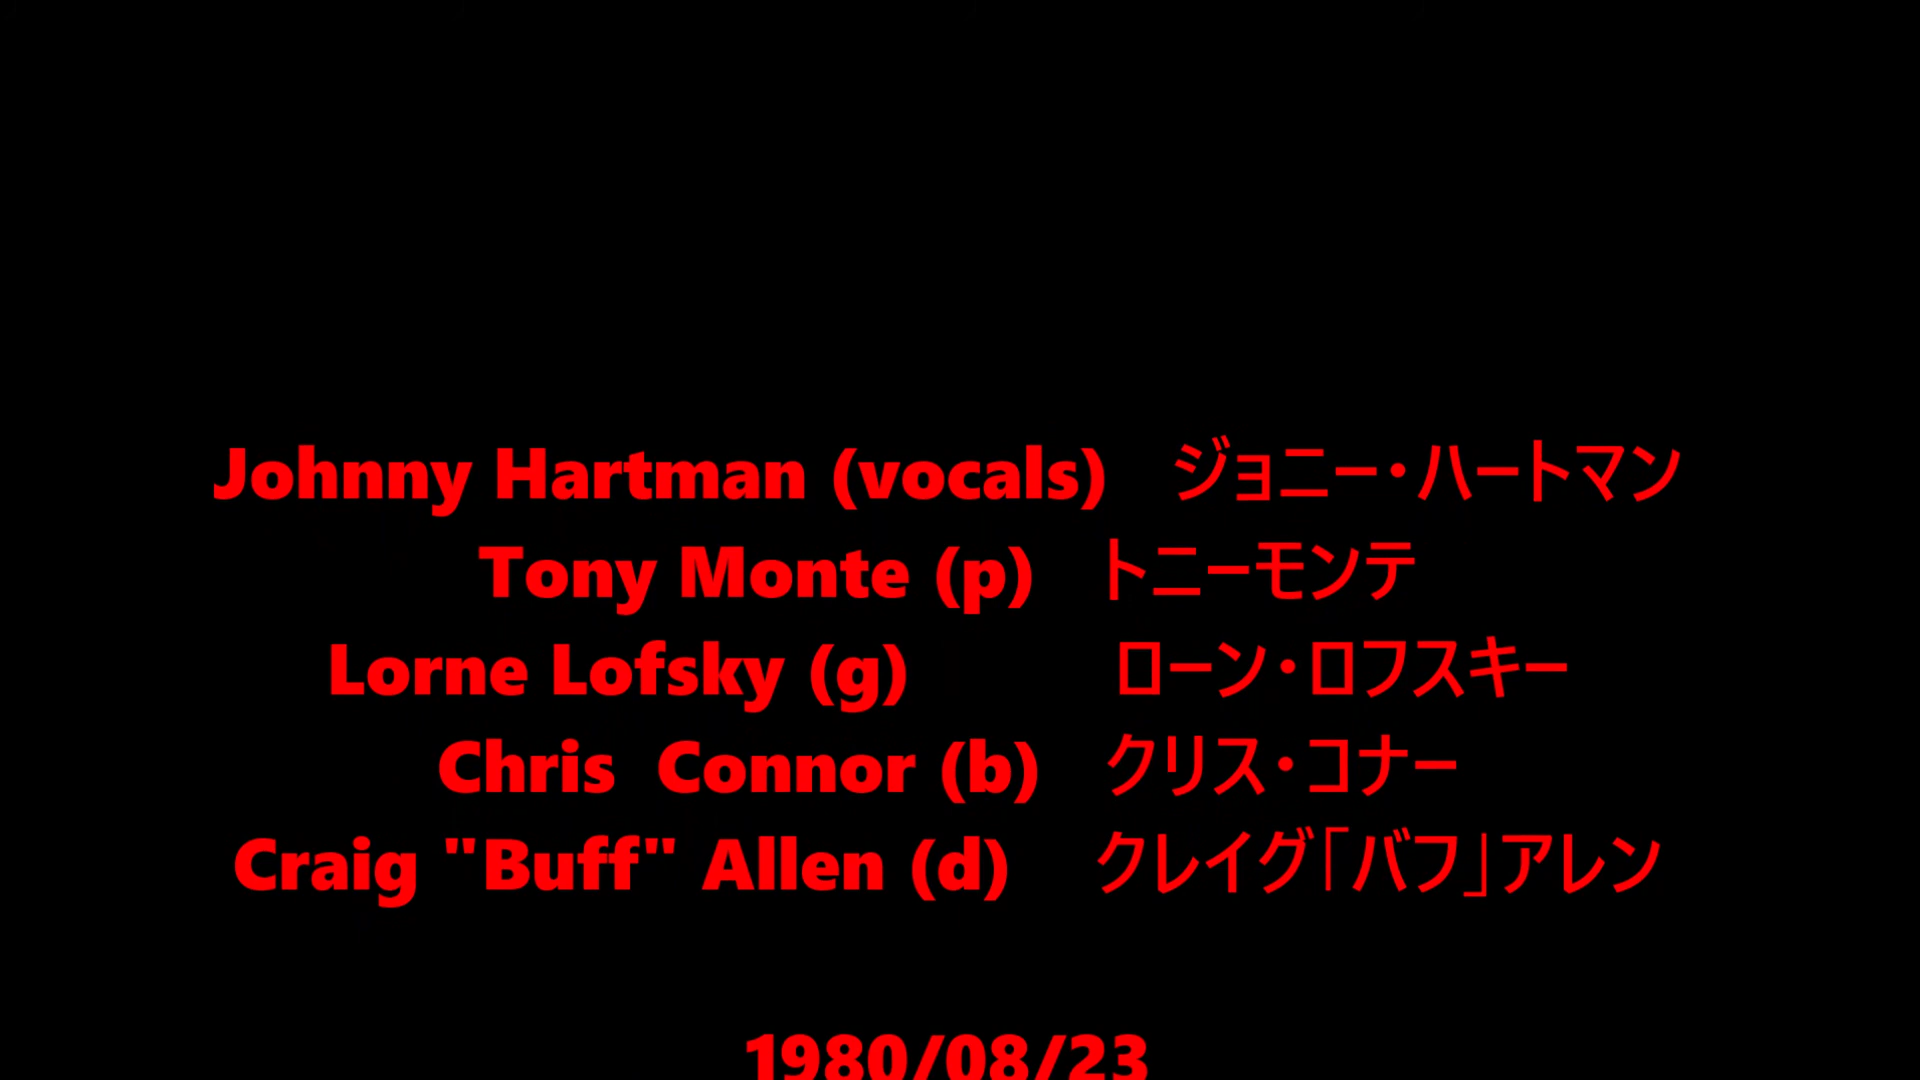 Johnny Hartman (vocals) ジョニー・ハートマン
Tony Monte (p) トニーモンテ
Lorne Lofsky (g) ローン・ロフスキー
Chris Connor (b) クリス・コナー
Craig "Buff" Allen (d) クレイグ「バフ」アレン
1980/08/23